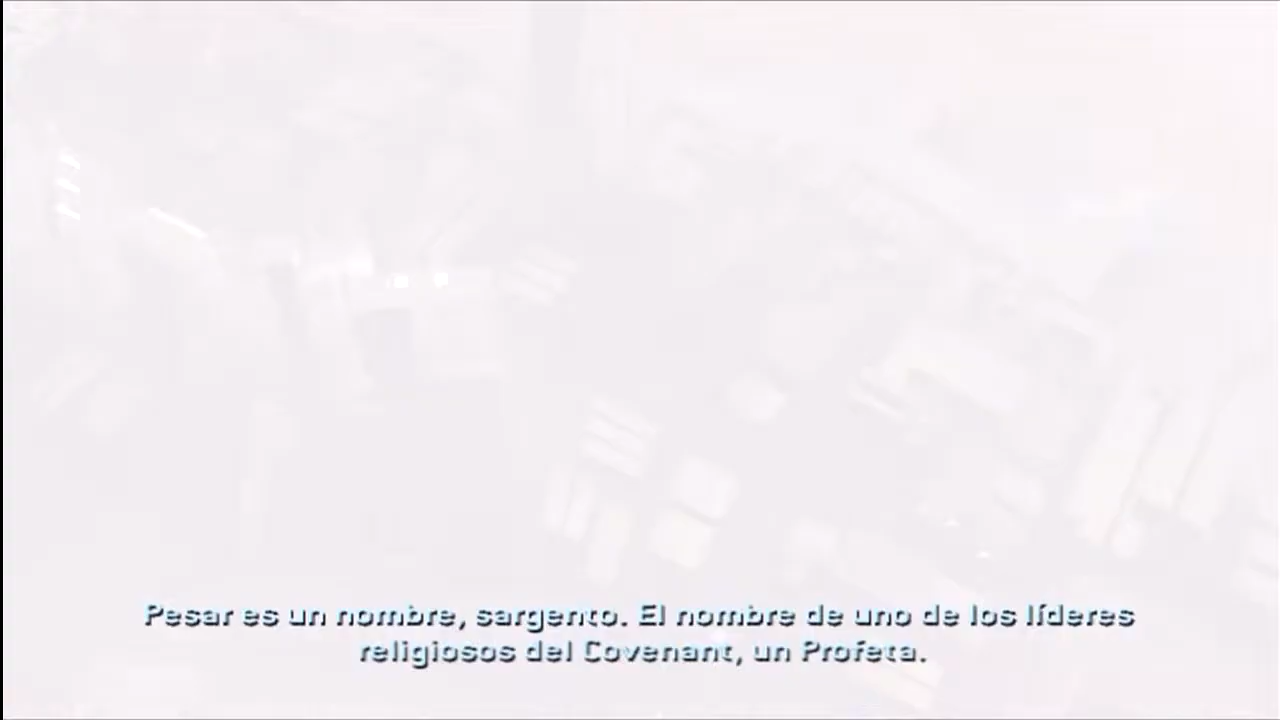 Pesar es un nombre, sargento. El nombre de uno de los líderes
religiosos del Covenant, un Profeta.